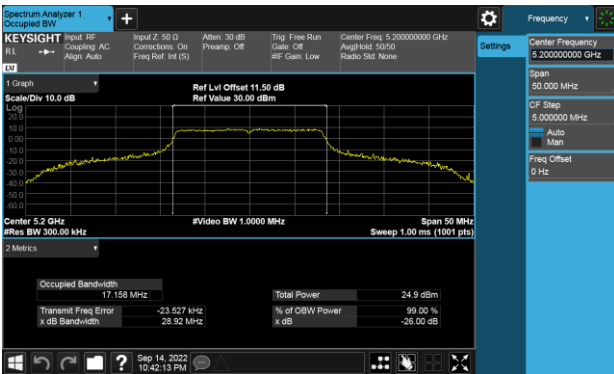 Spectrum Analyzer 1
Occupied BW
Frequency
KEYSIGHT
RL
Input: RF
Coupling: AC
Align: Auto
Input Z: 50 Ω
Corrections: On
Freq Ref: Int (S)
Atten: 30 dB
Preamp: Off
Trig: Free Run
Gate: Off
#IF Gain: Low
Center Freq: 5.200000000 GHz
Avg|Hold: 50/50
Radio Std: None
Settings
Center Frequency
5.200000000 GHz
Span
50.000 MHz
CF Step
5.000000 MHz
Auto
Man
Freq Offset
0 Hz
1 Graph
Scale/Div 10.0 dB
Ref Lvl Offset 11.50 dB
Ref Value 30.00 dBm
Log
20.0
10.0
0.00
-10.0
-20.0
-30.0
-40.0
-50.0
-60.0
Center 5.2 GHz
#Res BW 300.00 kHz
#Video BW 1.0000 MHz
Span 50 MHz
Sweep 1.00 ms (1001 pts)
2 Metrics
Occupied Bandwidth
17.158 MHz
Total Power 24.9 dBm
Transmit Freq Error -23.527 kHz
% of OBW Power 99.00 %
x dB Bandwidth 28.92 MHz
x dB -26.00 dB
?
Sep 14, 2022
10:42:13 PM